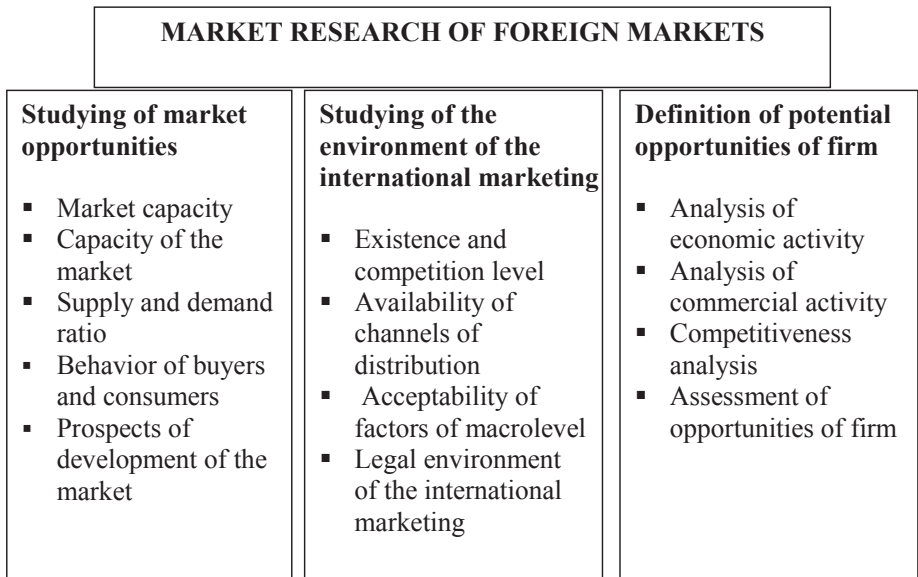 MARKET RESEARCH OF FOREIGN MARKETS
Studying of market
opportunities
▪ Market capacity
▪ Capacity of the
market
▪ Supply and demand
ratio
▪ Behavior of buyers
and consumers
▪ Prospects of
development of the
market
Studying of the
environment of the
international marketing
▪ Existence and
competition level
▪ Availability of
channels of
distribution
▪ Acceptability of
factors of macrolevel
▪ Legal environment
of the international
marketing
Definition of potential
opportunities of firm
▪ Analysis of
economic activity
▪ Analysis of
commercial activity
▪ Competitiveness
analysis
▪ Assessment of
opportunities of firm